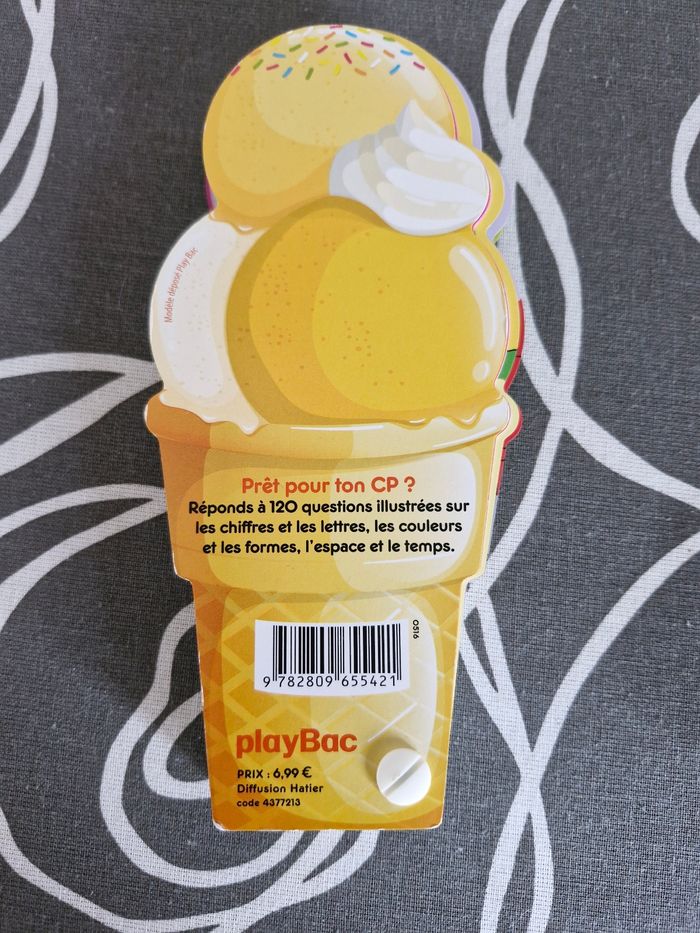 Modèle déposé Play Bac
Prêt pour ton CP ?
Réponds à 120 questions illustrées sur
les chiffres et les lettres, les couleurs
et les formes, l'espace et le temps.
0516
9 782809 655421
playBac
PRIX : 6,99 €
Diffusion Hatier
code 4377213